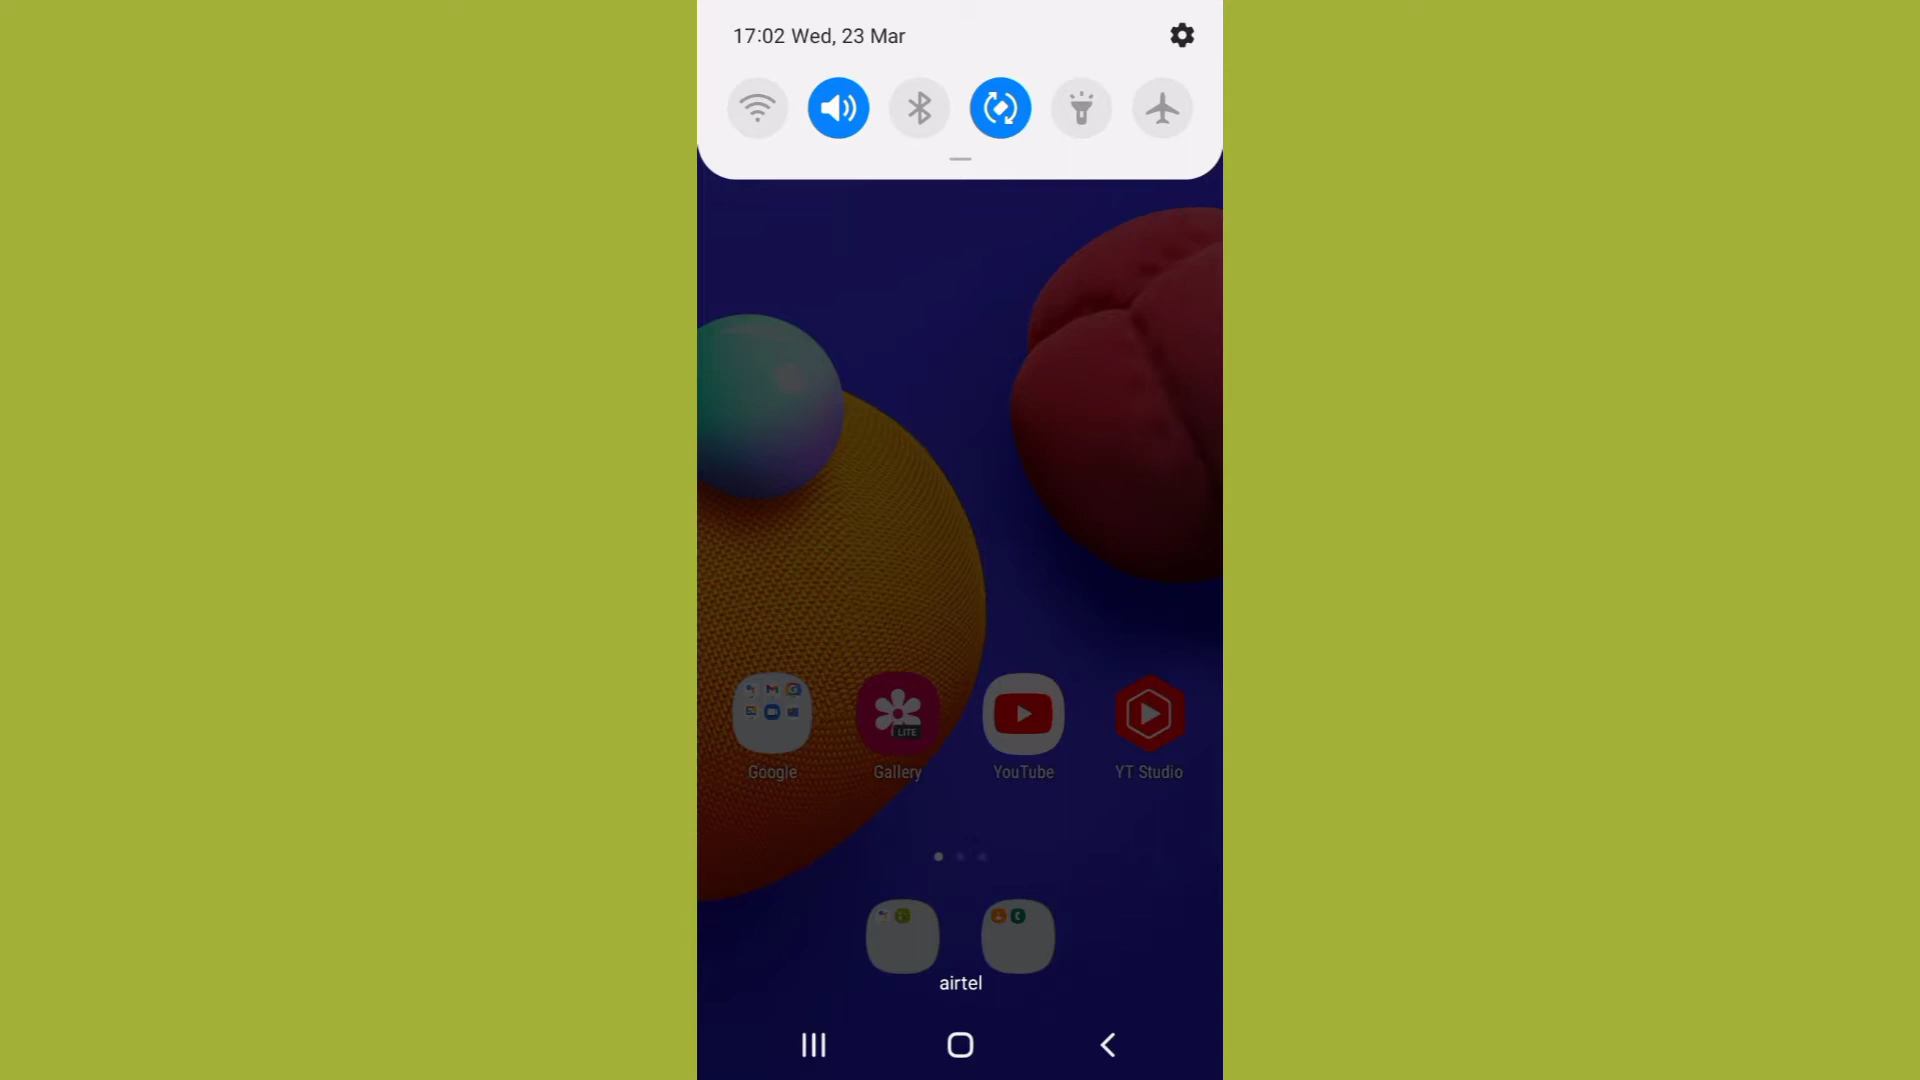 17:02 Wed, 23 Mar
LITE
Google
Gallery
YouTube
YT Studio
airtel